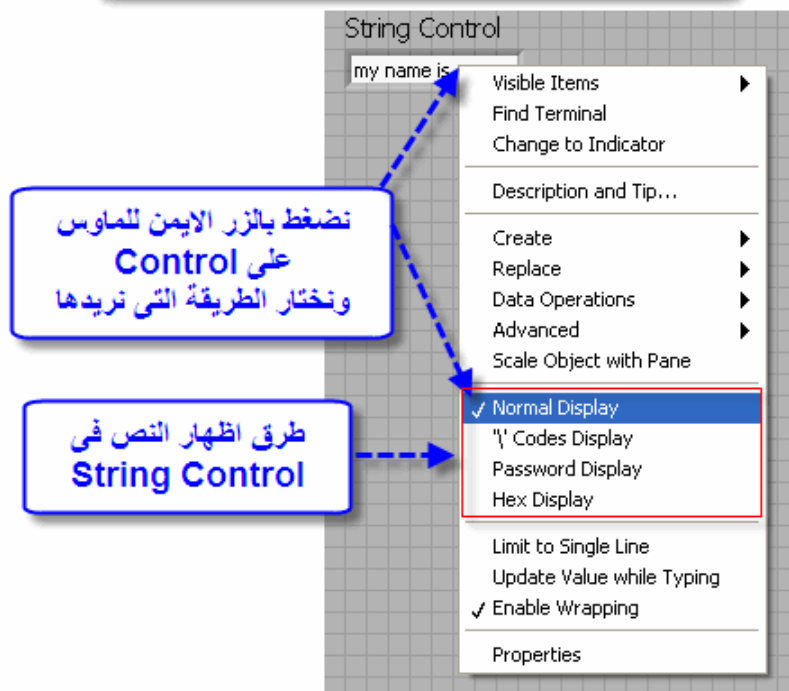 String Control
my name is
Visible Items
Find Terminal
Change to Indicator
Description and Tip...
Create
Replace
Data Operations
Advanced
Scale Object with Pane
Normal Display
'\' Codes Display
Password Display
Hex Display
Limit to Single Line
Update Value while Typing
Enable Wrapping
Properties
نضغط بالزر الايمن للماوس
على Control
ونختار الطريقة التى نريدها
طرق اظهار النص فى
String Control